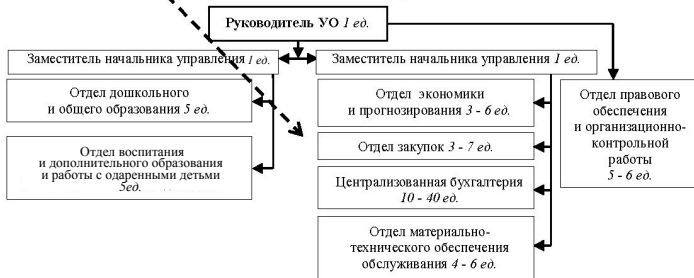 Руководитель УО 1 ед.
Заместитель начальника управления 1 ед.
Заместитель начальника управления 1 ед.
Отдел дошкольного
и общего образования 5 ед.
Отдел воспитания
и дополнительного образования
и работы с одаренными детьми
5ед.
Отдел экономики
и прогнозирования 3 - 6 ед.
Отдел закупок 3 - 7 ед.
Централизованная бухгалтерия
10 - 40 ед.
Отдел материально-
технического обеспечения
обслуживания 4 - 6 ед.
Отдел правового
обеспечения
и организационно-
контрольной
работы
5 - 6 ед.